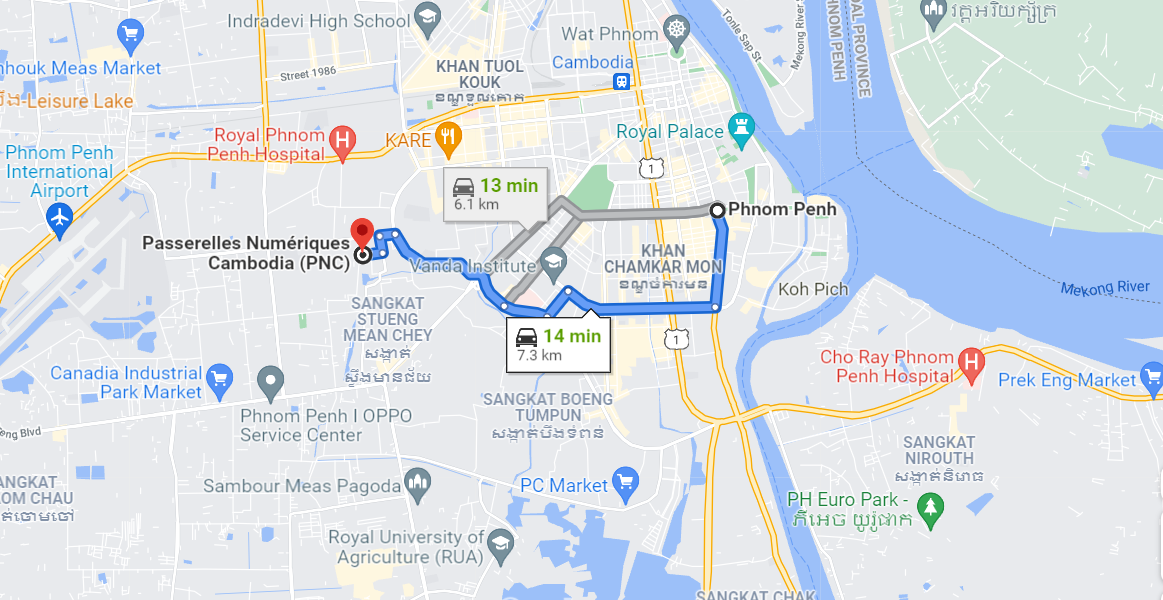 Indradevi High School
Wat Phnom
Tonle Sap St
Mekong River
PHNOM PENH
DAL PROVINCE
វត្តអរិយក្ស័ត្រ
nhouk Meas Market
Street 1986
KHAN TUOL
KOUK
ខណ្ឌទួលគោក
Cambodia
ឹង-Leisure Lake
Royal Phnom
Penh Hospital
KARE
Royal Palace
1
Phnom Penh
International
Airport
13 min
6.1 km
Phnom Penh
Passerelles Numériques
Cambodia (PNC)
Vanda Institute
KHAN
CHAMKAR MON
ខណ្ឌចំការមន
Koh Pich
Mekong River
SANGKAT
STUENG
MEAN CHEY
សង្កាត់
ស្ទឹងមានជ័យ
14 min
7.3 km
1
Cho Ray Phnom
Penh Hospital
Prek Eng Market
Canadia Industrial
Park Market
Phnom Penh I OPPO
Service Center
eng Blvd
SANGKAT BOENG
TUMPUN
សង្កាត់បឹងទំពន់
SANGKAT
NIROUTH
សង្កាត់និរោធ
ANGKAT
OM CHAU
ត់ចោមចៅ
Sambour Meas Pagoda
PC Market
PH Euro Park -
ភីអេច យូរ៉ូផាក
Royal University of
Agriculture (RUA)
SANGKAT CHAK